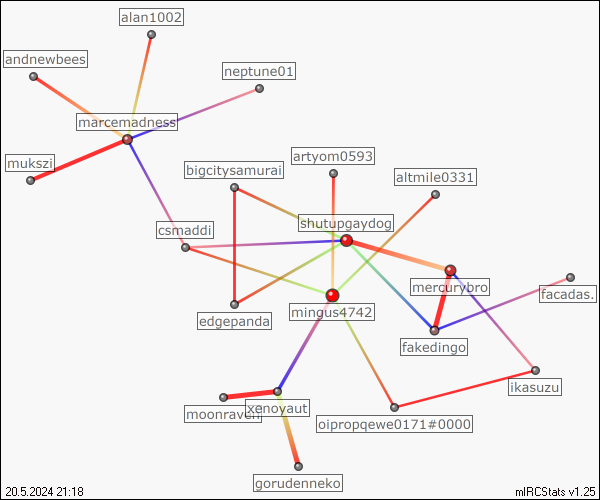 alan1002
andnewbees
neptune01
marcemadness
artyom0593
mukszi
bigcitysamurai
altmile0331
shutupgaydog
csmaddi
mercurybro
facadas.
mingus4742
edgepanda
fakedingo
ikasuzu
moonraven
xenoyaut
oipropqewe0171#0000
gorudenneko
20.5.2024 21:18
mIRCStats v1.25